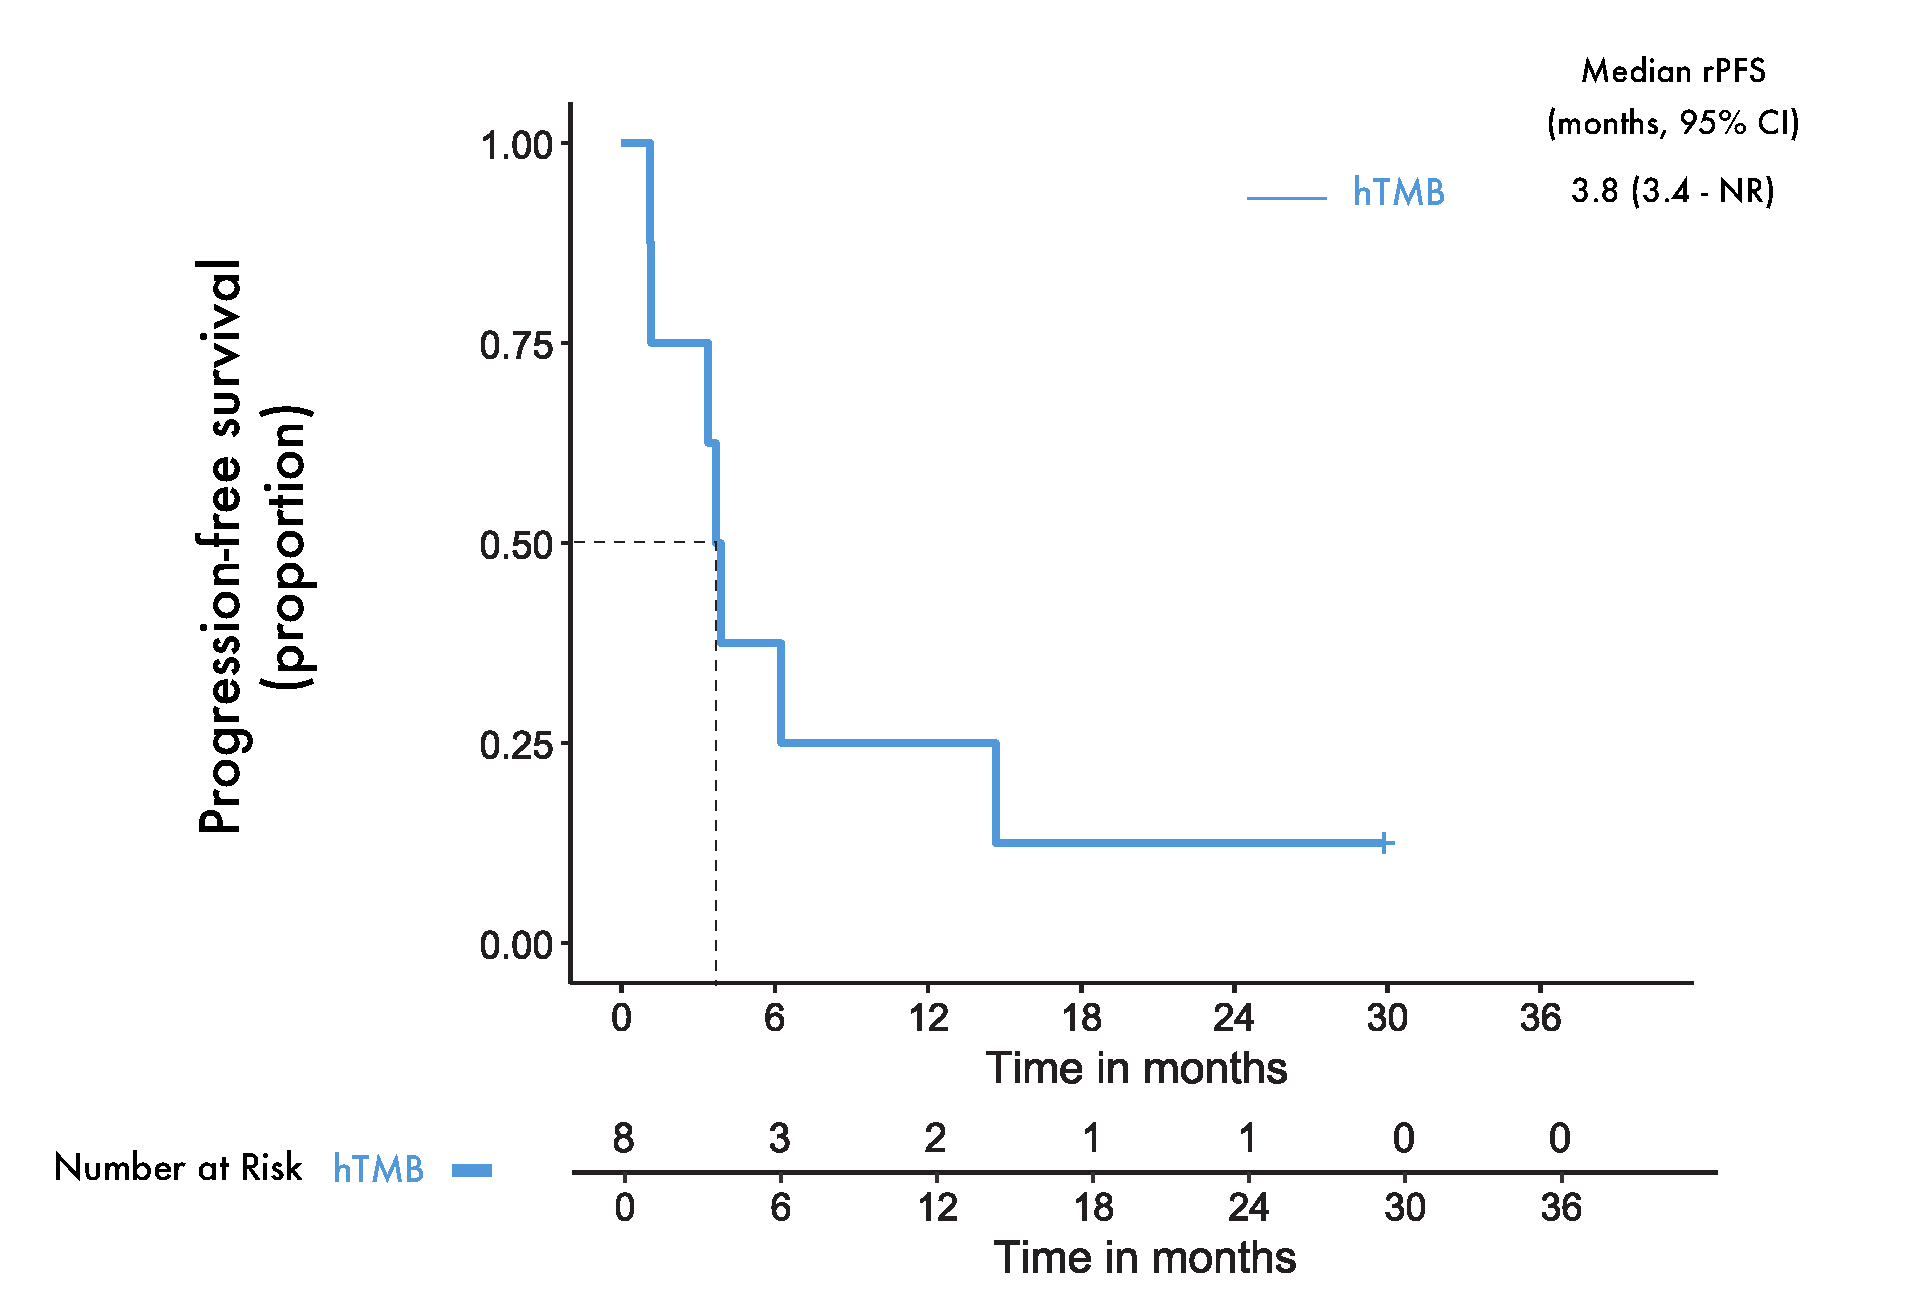 Median rPFS
(months, 95% CI)
hTMB 3.8 (3.4 - NR)
Progression-free survival
(proportion)
1.00
0.75
0.50
0.25
0.00
0 6 12 18 24 30 36
Time in months
8 3 2 1 1 0 0
Number at Risk hTMB
0 6 12 18 24 30 36
Time in months